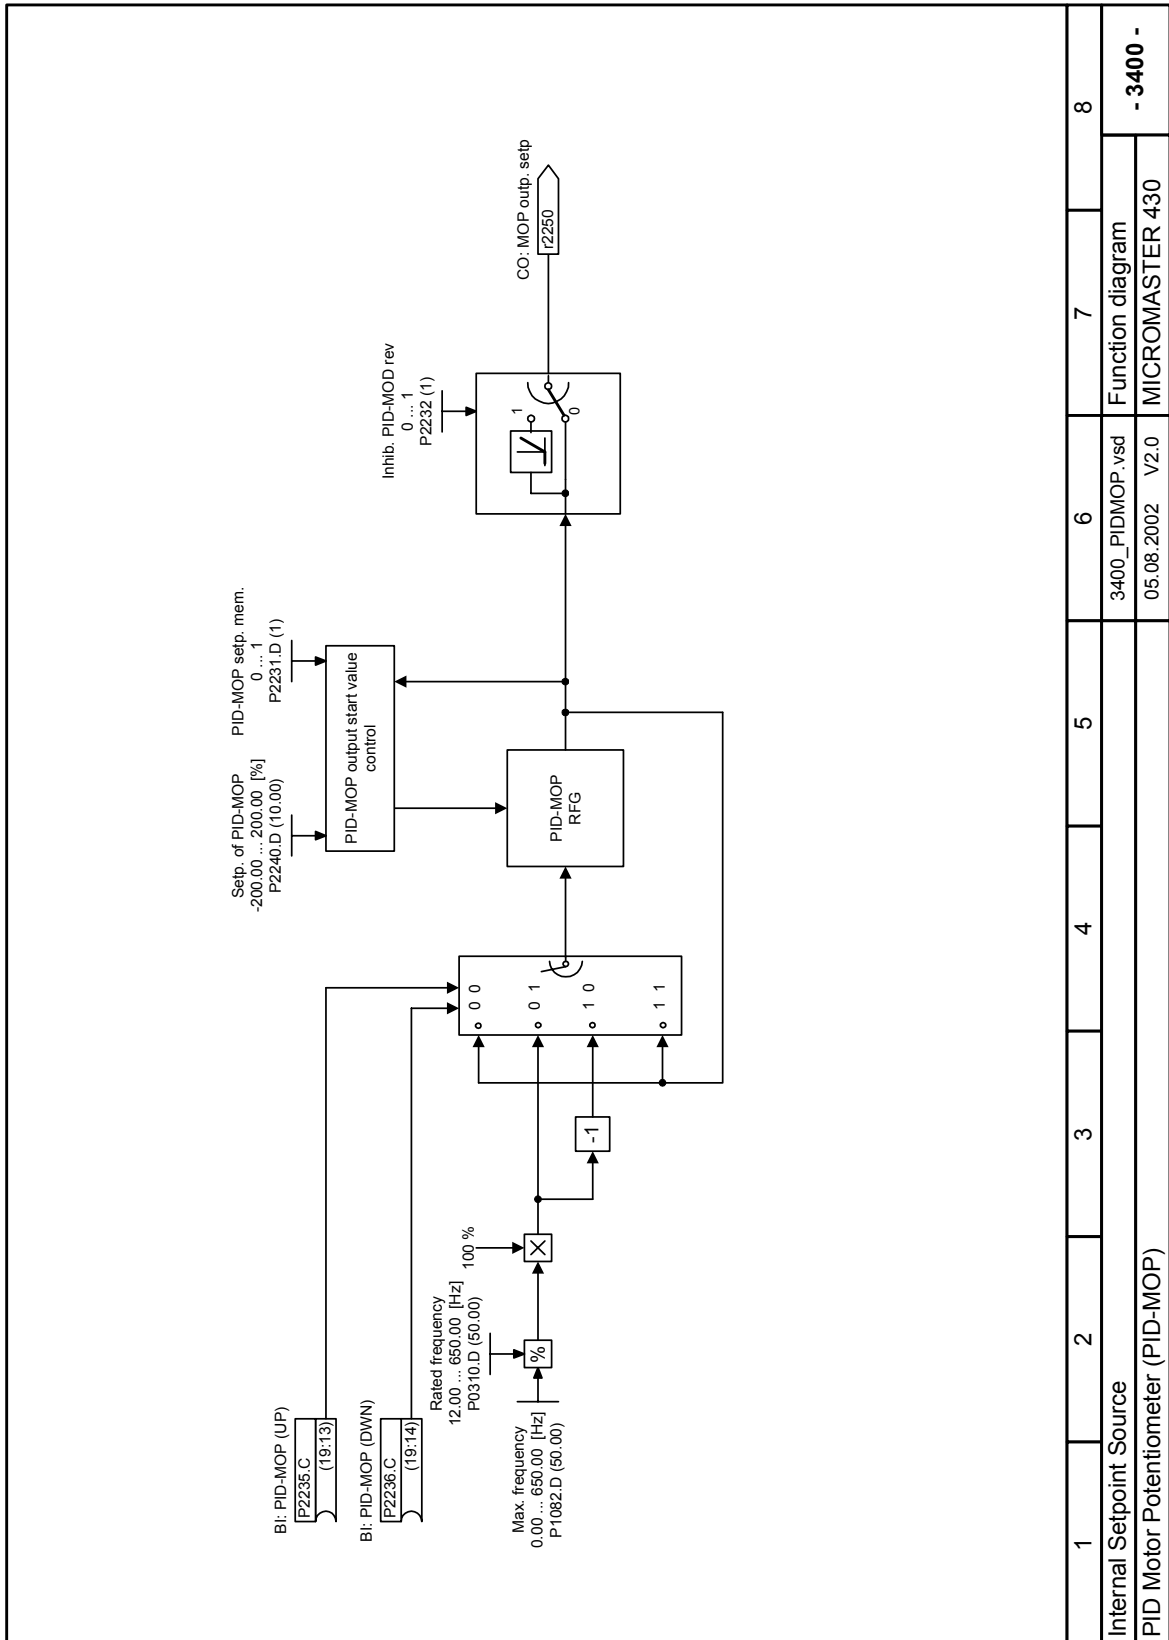 BI: PID-MOP (UP)
P2235.C
(19:13)
BI: PID-MOP (DWN)
P2236.C
(19:14)
Max. frequency
0.00 ... 650.00 [Hz]
P1082.D (50.00)
Rated frequency
12.00 ... 650.00 [Hz]
P0310.D (50.00)
%
100 %
X
-1
0 0
0 1
1 0
1 1
Setp. of PID-MOP
-200.00 ... 200.00 [%]
P2240.D (10.00)
PID-MOP setp. mem.
0 ... 1
P2231.D (1)
PID-MOP output start value
control
PID-MOP
RFG
Inhib. PID-MOD rev
0 ... 1
P2232 (1)
1
0
CO: MOP outp. setp
r2250
1 2 3 4 5 6 7 8
Internal Setpoint Source 3400_PIDMOP.vsd Function diagram - 3400 -
PID Motor Potentiometer (PID-MOP) 05.08.2002 V2.0 MICROMASTER 430